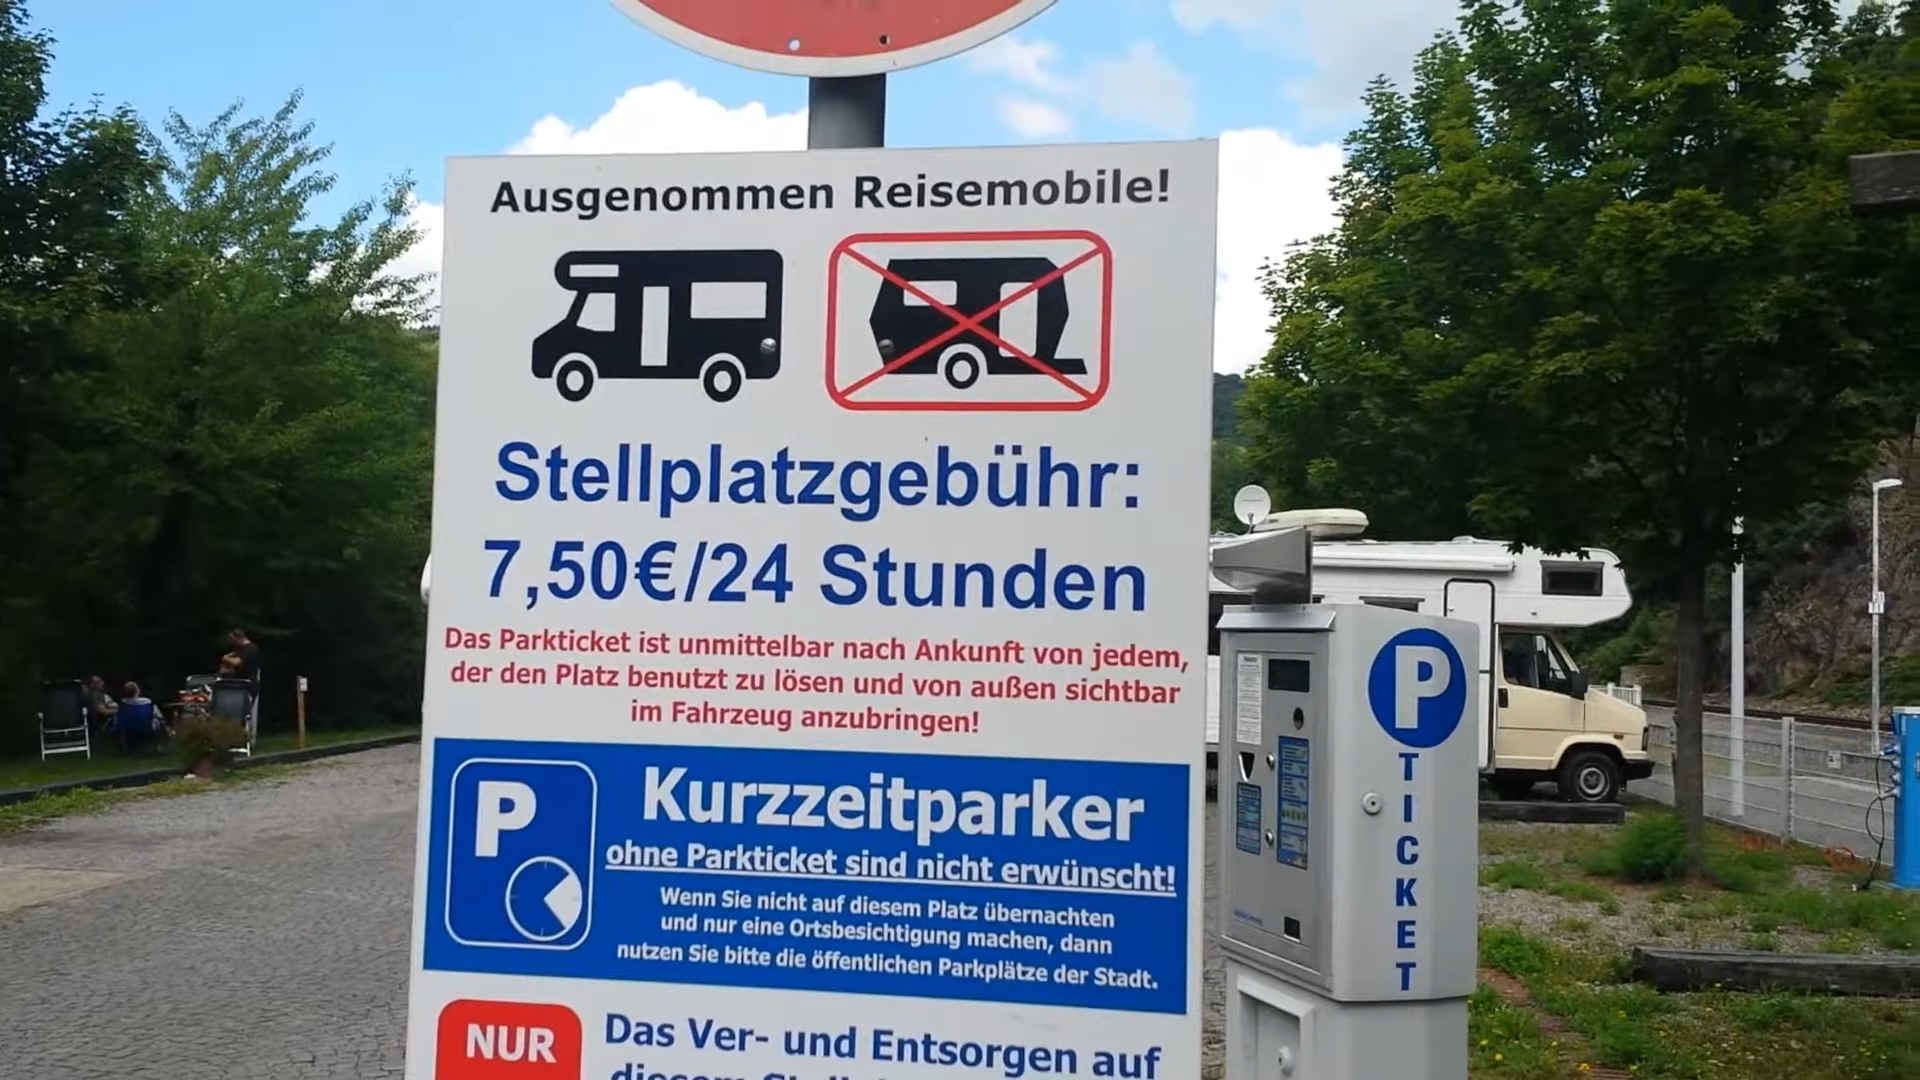 Ausgenommen Reisemobile!
Stellplatzgebühr:
7,50€/24 Stunden
Das Parkticket ist unmittelbar nach Ankunft von jedem,
der den Platz benutzt zu lösen und von außen sichtbar
im Fahrzeug anzubringen!
P
Kurzzeitparker
ohne Parkticket sind nicht erwünscht!
Wenn Sie nicht auf diesem Platz übernachten
und nur eine Ortsbesichtigung machen, dann
nutzen Sie bitte die öffentlichen Parkplätze der Stadt.
NUR
Das Ver- und Entsorgen auf
diesem
P
TICKET